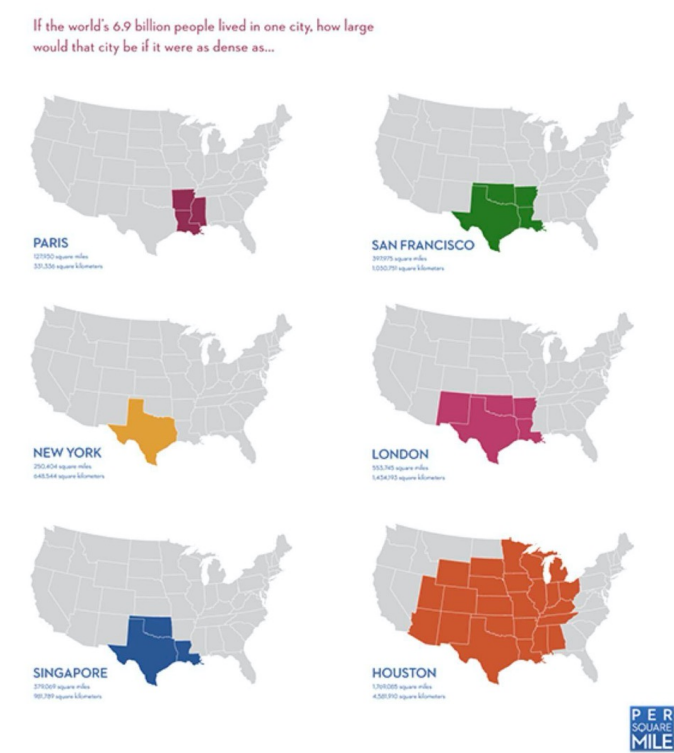 If the world's 6.9 billion people lived in one city, how large
would that city be if it were as dense as...
PARIS
127,930 square miles
331,336 square kilometers
SAN FRANCISCO
397,975 square miles
1,030,751 square kilometers
NEW YORK
250,404 square miles
648,544 square kilometers
LONDON
553,745 square miles
1,434,193 square kilometers
SINGAPORE
379,069 square miles
981,789 square kilometers
HOUSTON
1,769,085 square miles
4,581,910 square kilometers
PER
SQUARE
MILE